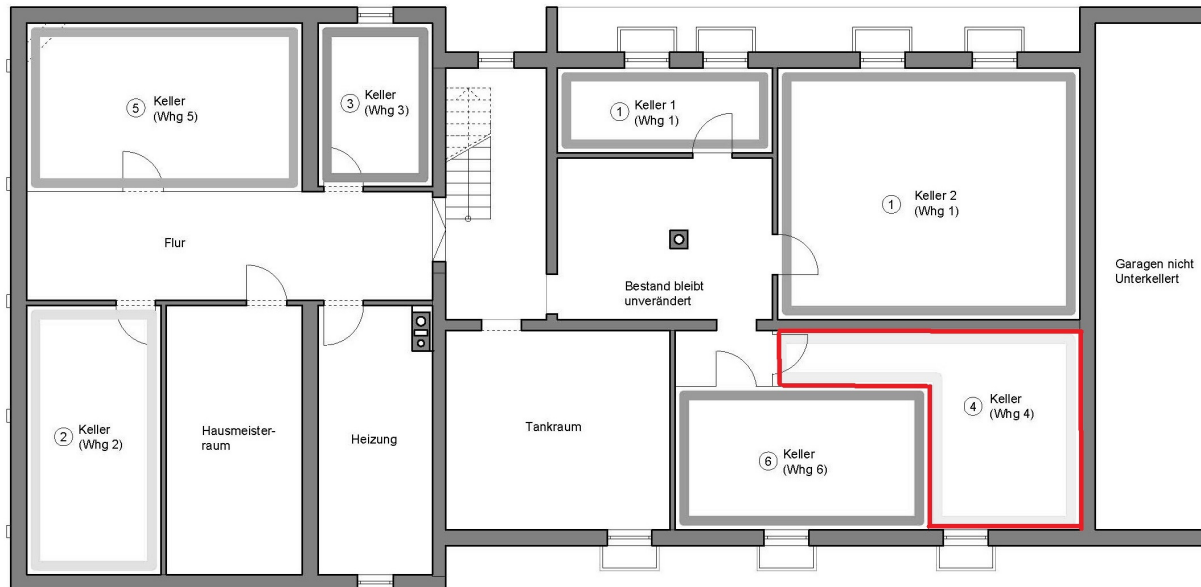 5
Keller
(Whg 5)
3
Keller
(Whg 3)
1
Keller 1
(Whg 1)
1
Keller 2
(Whg 1)
Flur
Bestand bleibt
unverändert
Garagen nicht
Unterkellert
2
Keller
(Whg 2)
Hausmeister-
raum
Heizung
Tankraum
6
Keller
(Whg 6)
4
Keller
(Whg 4)